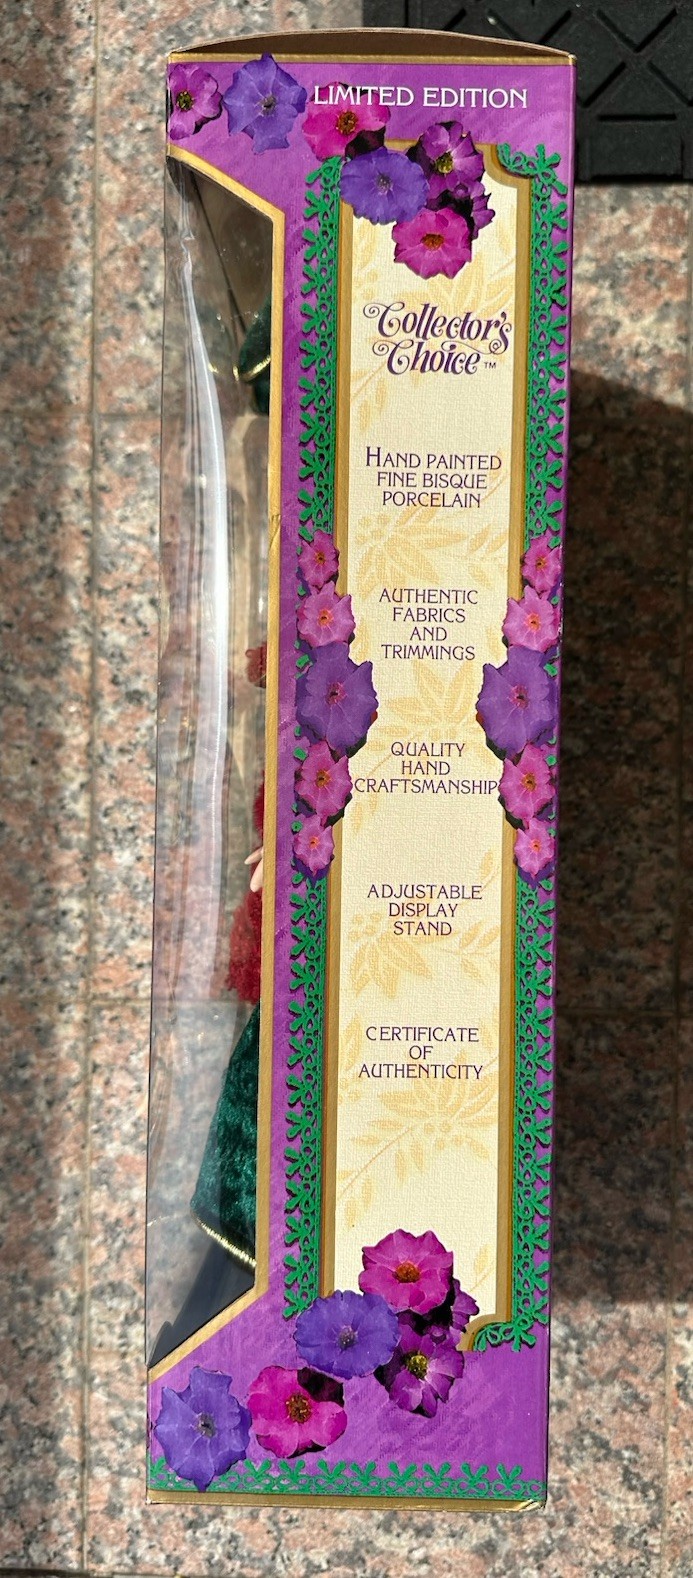 LIMITED EDITION
Collector's
Choice™
HAND PAINTED
FINE BISQUE
PORCELAIN
AUTHENTIC
FABRICS
AND
TRIMMINGS
QUALITY
HAND
CRAFTSMANSHIP
ADJUSTABLE
DISPLAY
STAND
CERTIFICATE
OF
AUTHENTICITY